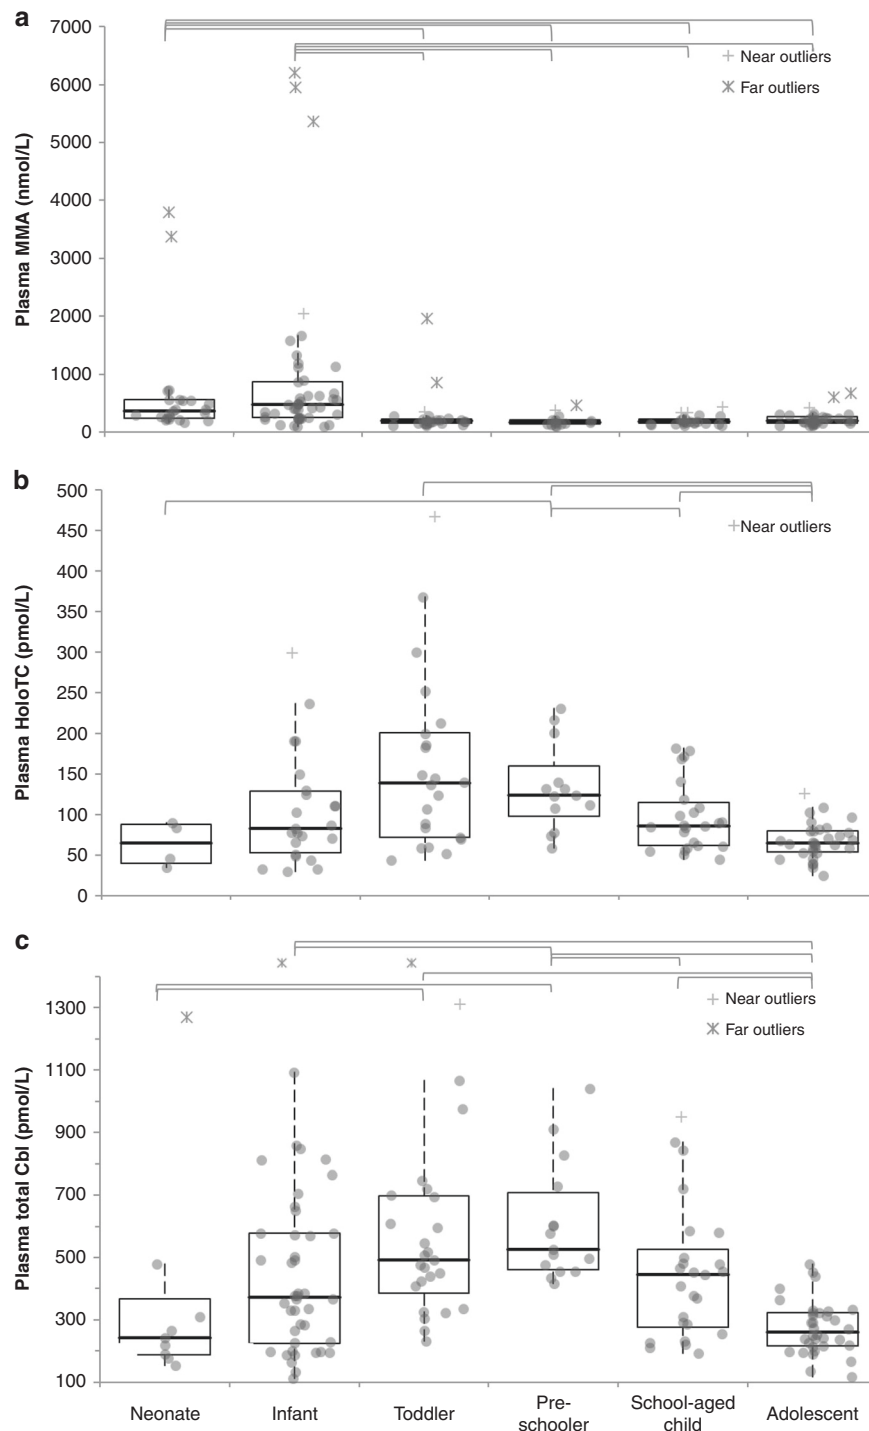 a
7000
6000
5000
4000
3000
2000
1000
0
Plasma MMA (nmol/L)
+ Near outliers
Far outliers
b
500
450
400
350
300
250
200
150
100
50
0
Plasma HoloTC (pmol/L)
+Near outliers
c
1300
1100
900
700
500
300
100
Plasma total Cbl (pmol/L)
+ Near outliers
Far outliers
Neonate
Infant
Toddler
Pre-
schooler
School-aged
child
Adolescent